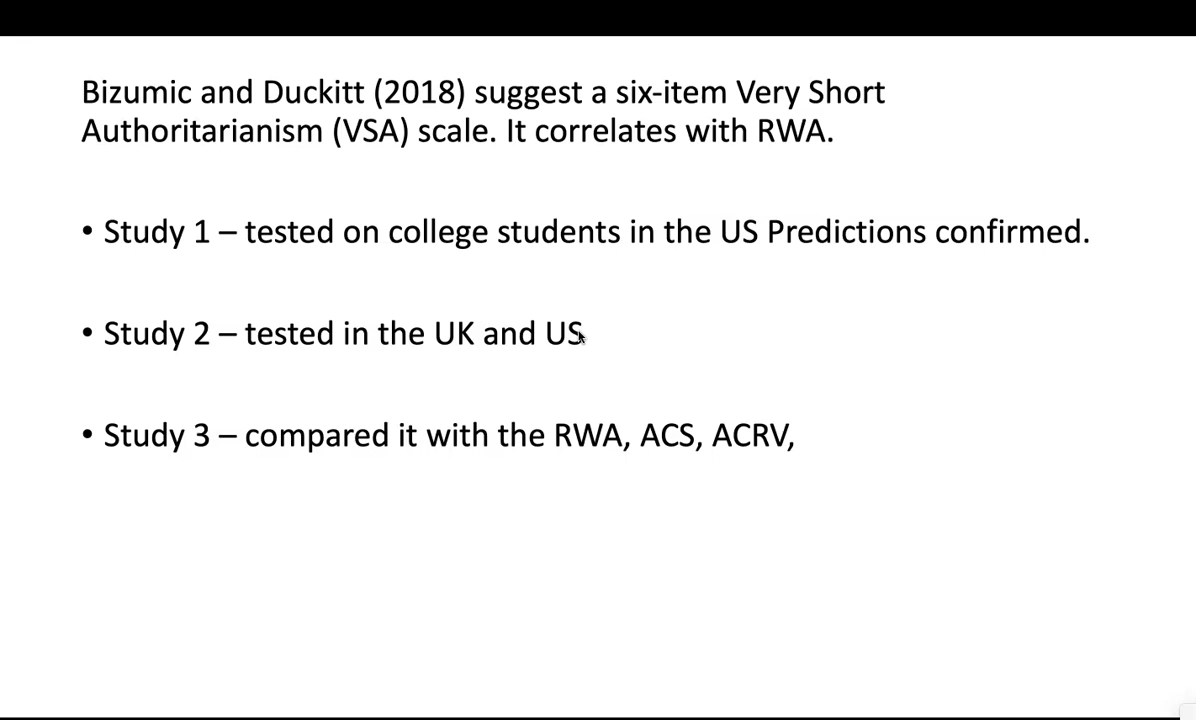 Bizumic and Duckitt (2018) suggest a six-item Very Short
Authoritarianism (VSA) scale. It correlates with RWA.
• Study 1 – tested on college students in the US Predictions confirmed.
• Study 2 – tested in the UK and US
• Study 3 – compared it with the RWA, ACS, ACRV,